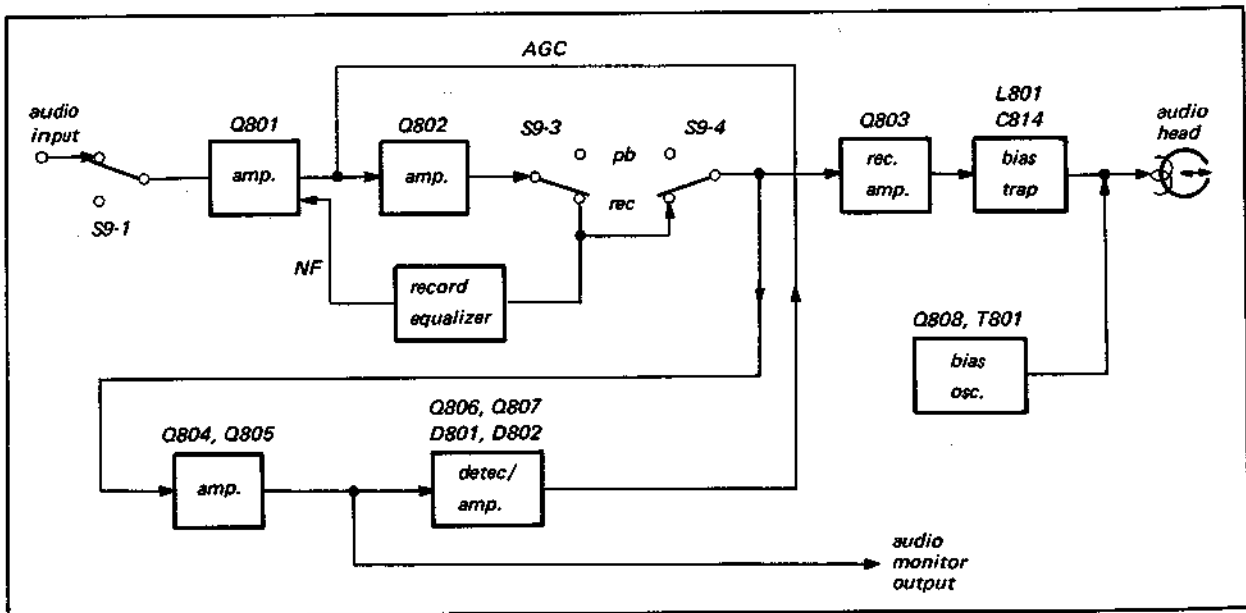 AGC
audio
input
Q801
amp.
S9-1
Q802
amp.
S9-3
pb
rec
S9-4
Q803
rec.
amp.
L801
C814
bias
trap
audio
head
NF
record
equalizer
Q808, T801
bias
osc.
Q804, Q805
amp.
Q806, Q807
D801, D802
detec/
amp.
audio
monitor
output